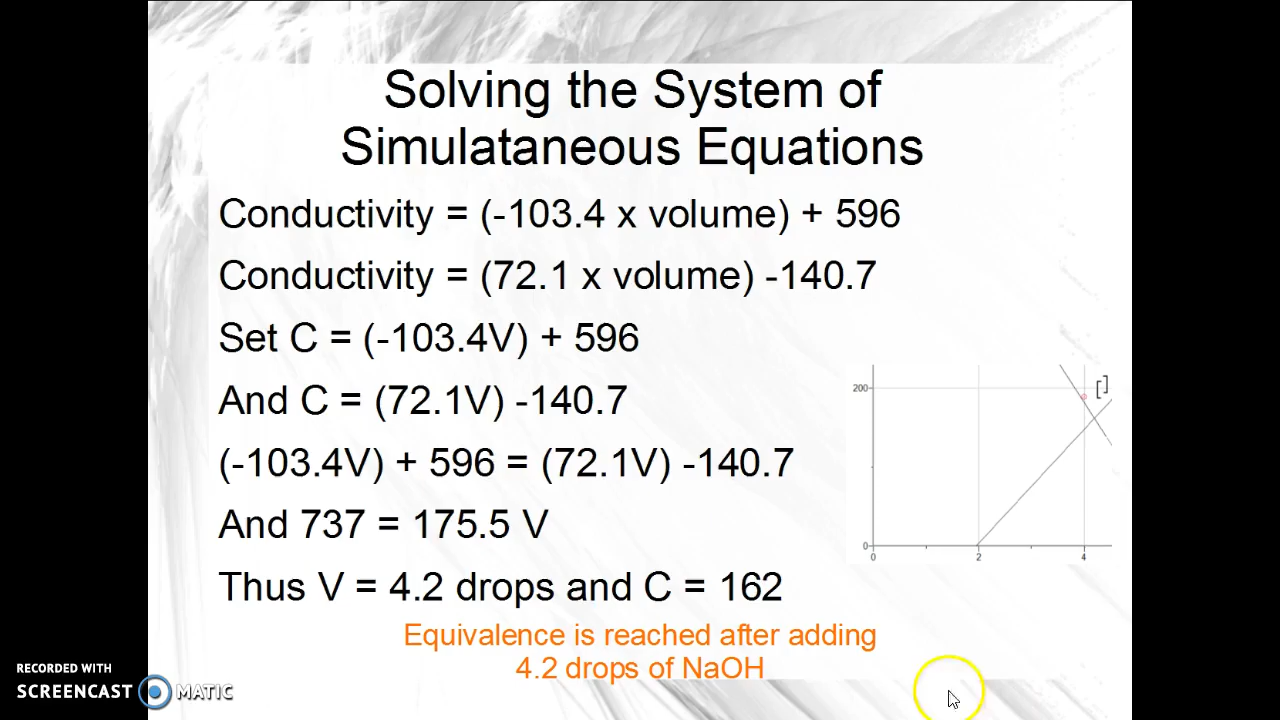 Solving the System of
Simulataneous Equations
Conductivity = (-103.4 x volume) + 596
Conductivity = (72.1 x volume) -140.7
Set C = (-103.4V) + 596
And C = (72.1V) -140.7
(-103.4V) + 596 = (72.1V) -140.7
And 737 = 175.5 V
Thus V = 4.2 drops and C = 162
200
[]
0
0 2 4
Equivalence is reached after adding
4.2 drops of NaOH
RECORDED WITH
SCREENCAST MATIC